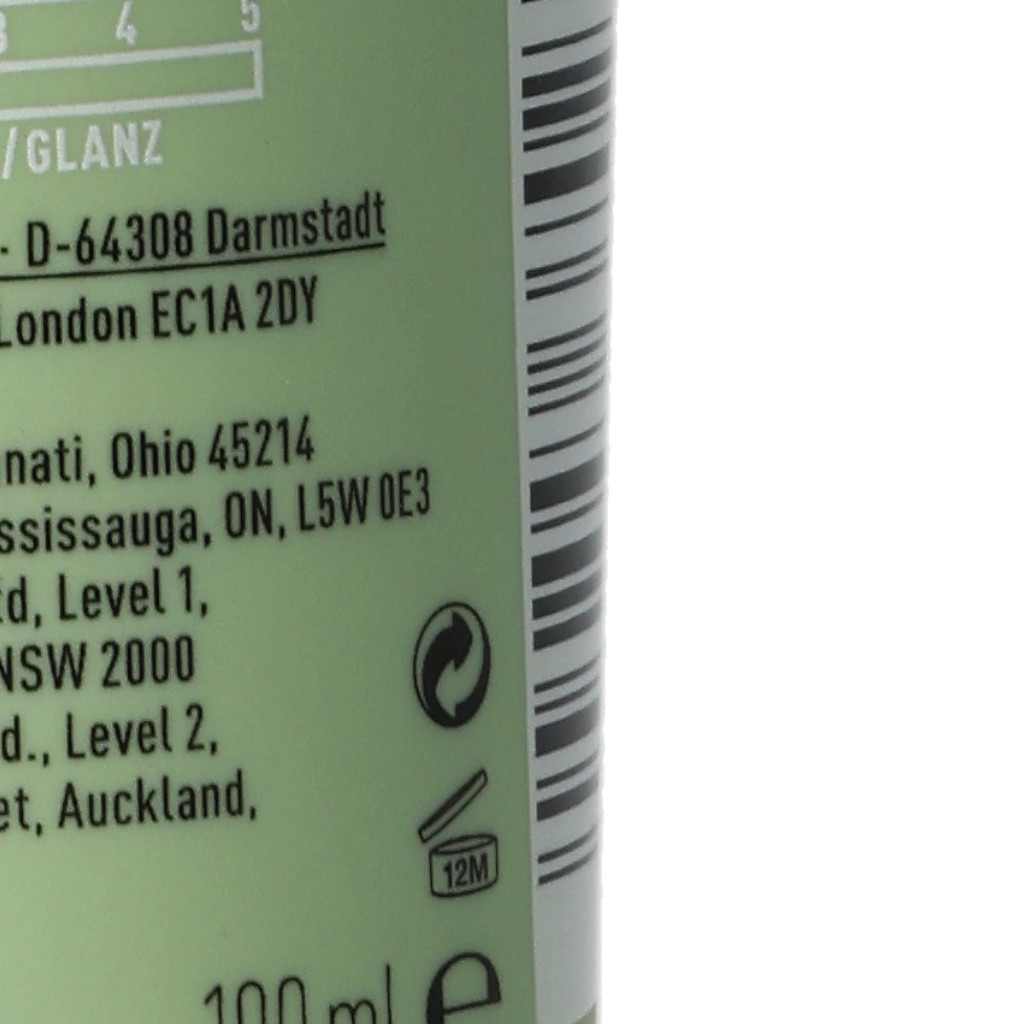 4 5
/GLANZ
· D-64308 Darmstadt
London EC1A 2DY
nati, Ohio 45214
ssissauga, ON, L5W 0E3
td, Level 1,
NSW 2000
d., Level 2,
et, Auckland,
12M
100 ml e